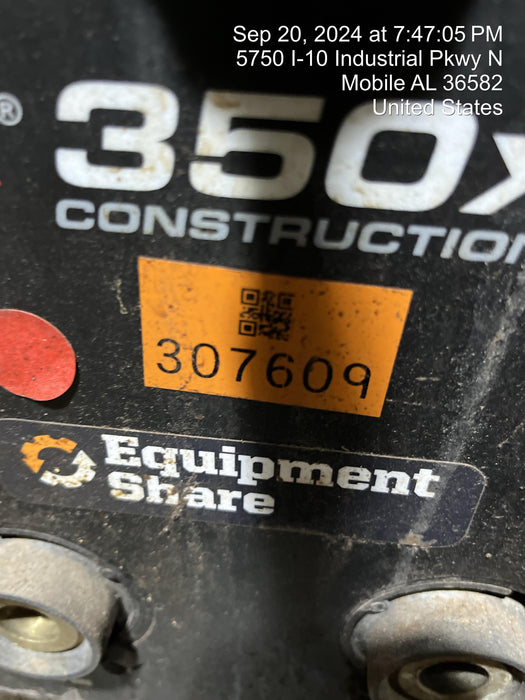 Sep 20, 2024 at 7:47:05 PM
5750 I-10 Industrial Pkwy N
Mobile AL 36582
United States
® 350x
CONSTRUCTION
307609
Equipment
Share